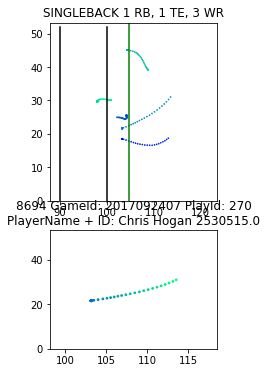 SINGLEBACK 1 RB, 1 TE, 3 WR
50
40
30
20
10
0
90 100 110 120
8694 GameId: 2017092407 PlayId: 270
PlayerName + ID: Chris Hogan 2530515.0
40
20
0
100 105 110 115